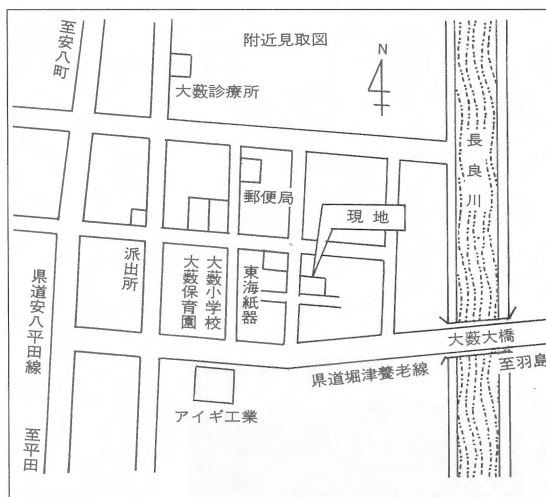 附近見取図
N
至安八町
大薮診療所
長良川
郵便局
現地
派出所
大薮小学校
大薮保育園
東海紙器
県道安八平田線
大薮大橋
至羽島
県道堀津養老線
アイギ工業
至平田